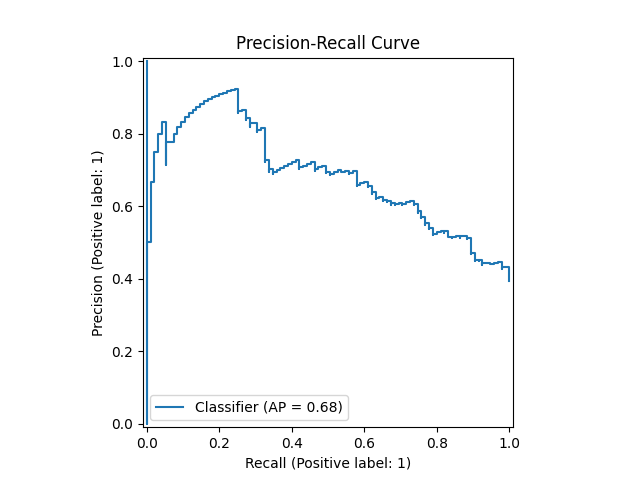 Precision-Recall Curve
Precision (Positive label: 1)
1.0
0.8
0.6
0.4
0.2
0.0
Classifier (AP = 0.68)
0.0 0.2 0.4 0.6 0.8 1.0
Recall (Positive label: 1)